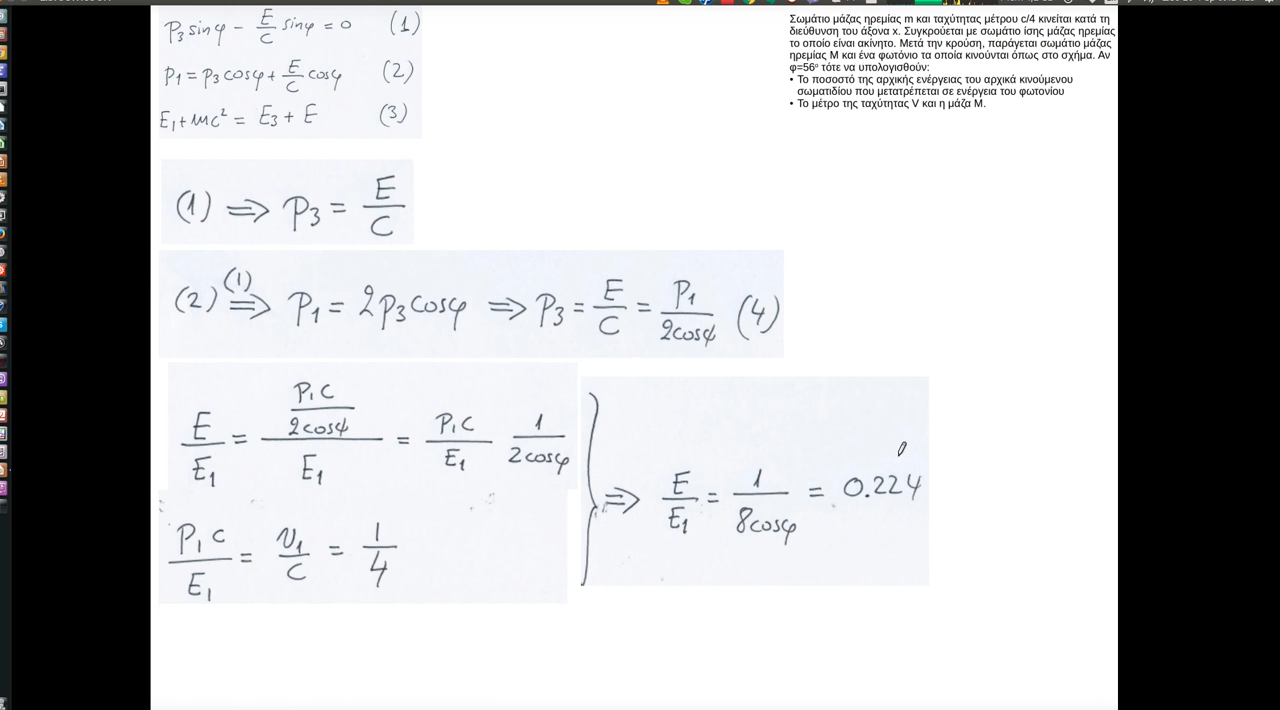 P₃ sinφ - E/C sinφ = 0 (1)
P₁ = P₃ cosφ + E/C cosφ (2)
E₁ + mc² = E₃ + E (3)
Σωμάτιο μάζας ηρεμίας m και ταχύτητας μέτρου c/4 κινείται κατά τη
διεύθυνση του άξονα x. Συγκρούεται με σωμάτιο ίσης μάζας ηρεμίας
το οποίο είναι ακίνητο. Μετά την κρούση, παράγεται σωμάτιο μάζας
ηρεμίας Μ και ένα φωτόνιο τα οποία κινούνται όπως στο σχήμα. Αν
φ=56° τότε να υπολογισθούν:
• Το ποσοστό της αρχικής ενέργειας του αρχικά κινούμενου
σωματιδίου που μετατρέπεται σε ενέργεια του φωτονίου
• Το μέτρο της ταχύτητας V και η μάζα Μ.
(1) ⟹ P₃ = E/C
(2) (1)⟹ P₁ = 2P₃ cosφ ⟹ P₃ = E/C = P₁/2cosφ (4)
E/E₁ = (P₁C/2cosφ)/E₁ = P₁C/E₁ 1/2cosφ
P₁C/E₁ = υ₁/C = 1/4
} ⟹ E/E₁ = 1/8cosφ = 0.224